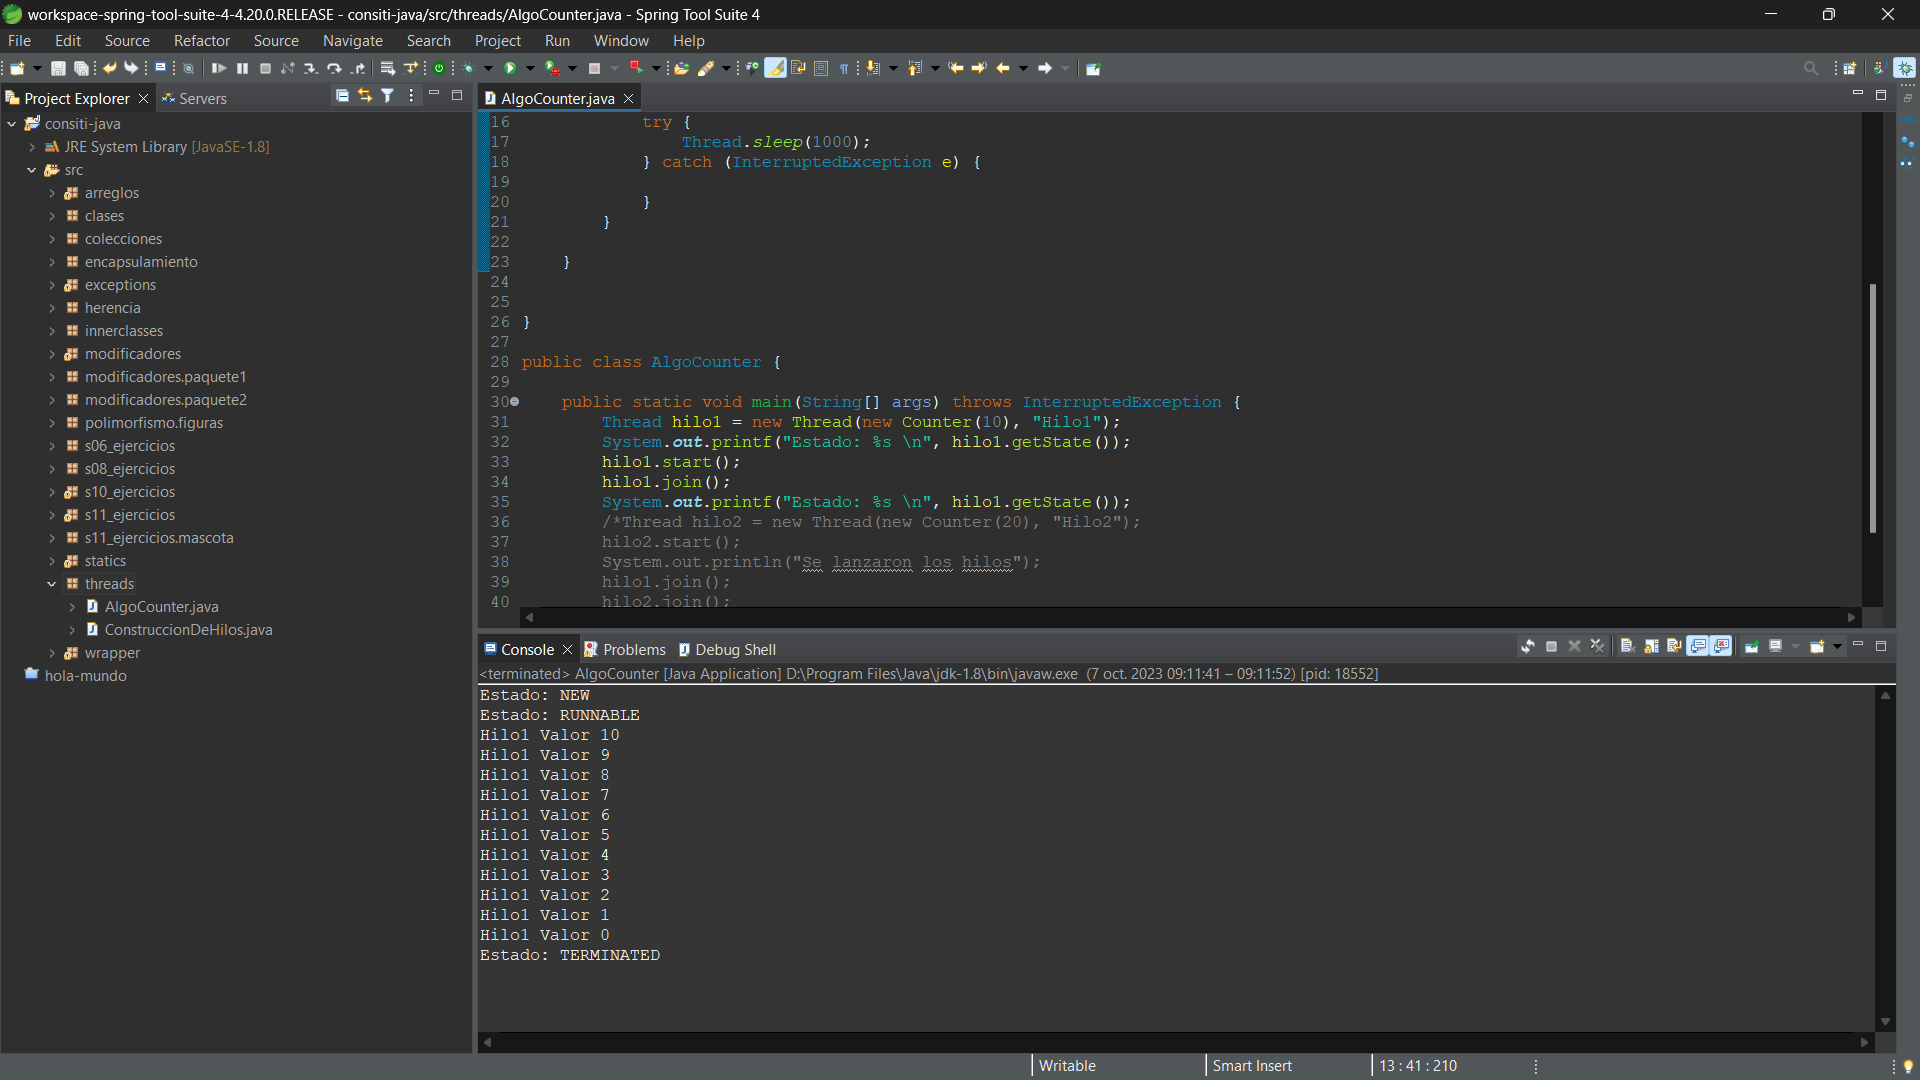 workspace-spring-tool-suite-4-4.20.0.RELEASE - consiti-java/src/threads/AlgoCounter.java - Spring Tool Suite 4
File Edit Source Refactor Source Navigate Search Project Run Window Help
Project Explorer
Servers
consiti-java
JRE System Library [JavaSE-1.8]
src
arreglos
clases
colecciones
encapsulamiento
exceptions
herencia
innerclasses
modificadores
modificadores.paquete1
modificadores.paquete2
polimorfismo.figuras
s06_ejercicios
s08_ejercicios
s10_ejercicios
s11_ejercicios
s11_ejercicios.mascota
statics
threads
AlgoCounter.java
ConstruccionDeHilos.java
wrapper
hola-mundo
AlgoCounter.java
16 try {
17 Thread.sleep(1000);
18 } catch (InterruptedException e) {
19
20 }
21 }
22
23 }
24
25
26 }
27
28 public class AlgoCounter {
29
30 public static void main(String[] args) throws InterruptedException {
31 Thread hilo1 = new Thread(new Counter(10), "Hilo1");
32 System.out.printf("Estado: %s \n", hilo1.getState());
33 hilo1.start();
34 hilo1.join();
35 System.out.printf("Estado: %s \n", hilo1.getState());
36 /*Thread hilo2 = new Thread(new Counter(20), "Hilo2");
37 hilo2.start();
38 System.out.println("Se lanzaron los hilos");
39 hilo1.join();
40 hilo2.join();
Console
Problems
Debug Shell
<terminated> AlgoCounter [Java Application] D:\Program Files\Java\jdk-1.8\bin\javaw.exe (7 oct. 2023 09:11:41 – 09:11:52) [pid: 18552]
Estado: NEW
Estado: RUNNABLE
Hilo1 Valor 10
Hilo1 Valor 9
Hilo1 Valor 8
Hilo1 Valor 7
Hilo1 Valor 6
Hilo1 Valor 5
Hilo1 Valor 4
Hilo1 Valor 3
Hilo1 Valor 2
Hilo1 Valor 1
Hilo1 Valor 0
Estado: TERMINATED
Writable
Smart Insert
13 : 41 : 210